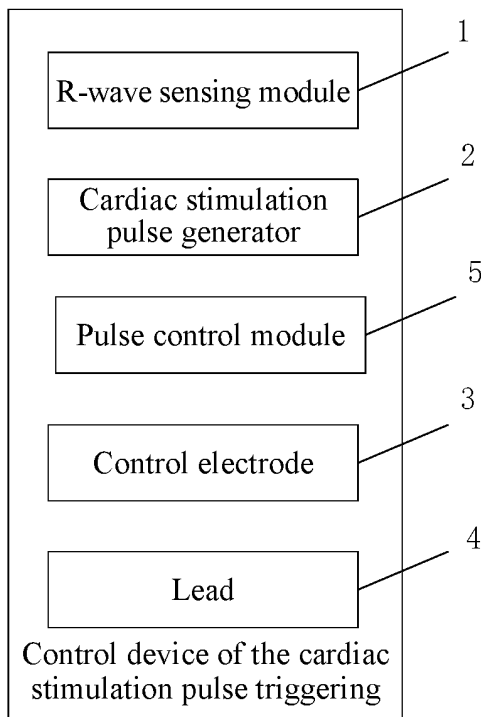 1
R-wave sensing module
2
Cardiac stimulation
pulse generator
5
Pulse control module
3
Control electrode
4
Lead
Control device of the cardiac
stimulation pulse triggering